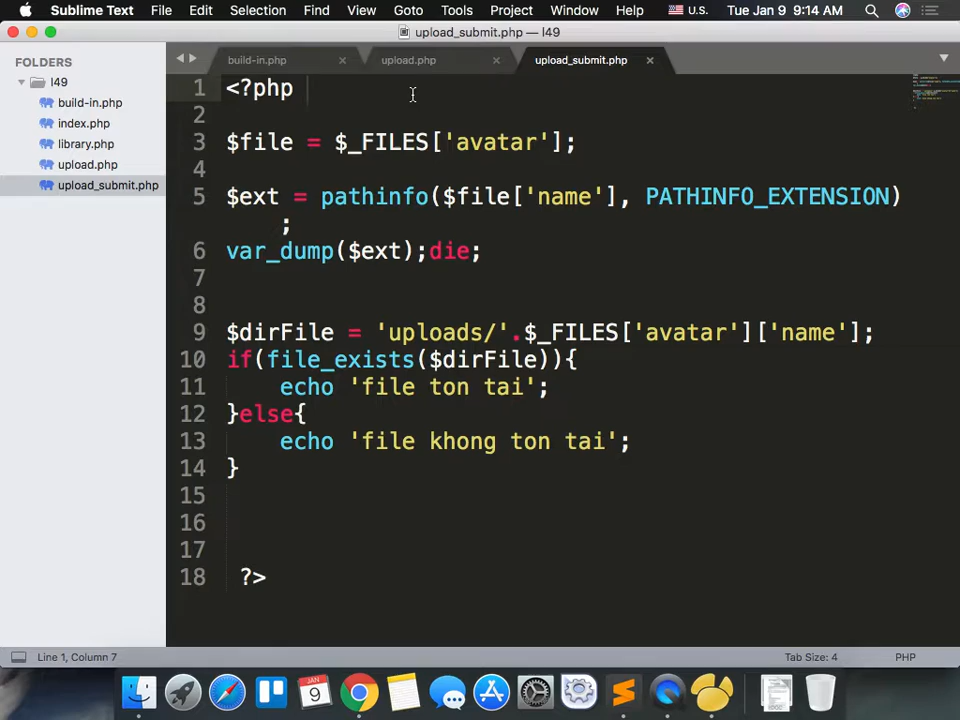 Sublime Text File Edit Selection Find View Goto Tools Project Window Help U.S. Tue Jan 9 9:14 AM
upload_submit.php — l49
FOLDERS
l49
build-in.php
index.php
library.php
upload.php
upload_submit.php
build-in.php × upload.php × upload_submit.php ×
1 <?php
2
3 $file = $_FILES['avatar'];
4
5 $ext = pathinfo($file['name'], PATHINFO_EXTENSION)
;
6 var_dump($ext);die;
7
8
9 $dirFile = 'uploads/'.$_FILES['avatar']['name'];
10 if(file_exists($dirFile)){
11 echo 'file ton tai';
12 }else{
13 echo 'file khong ton tai';
14 }
15
16
17
18 ?>
Line 1, Column 7 Tab Size: 4 PHP
JAN
9